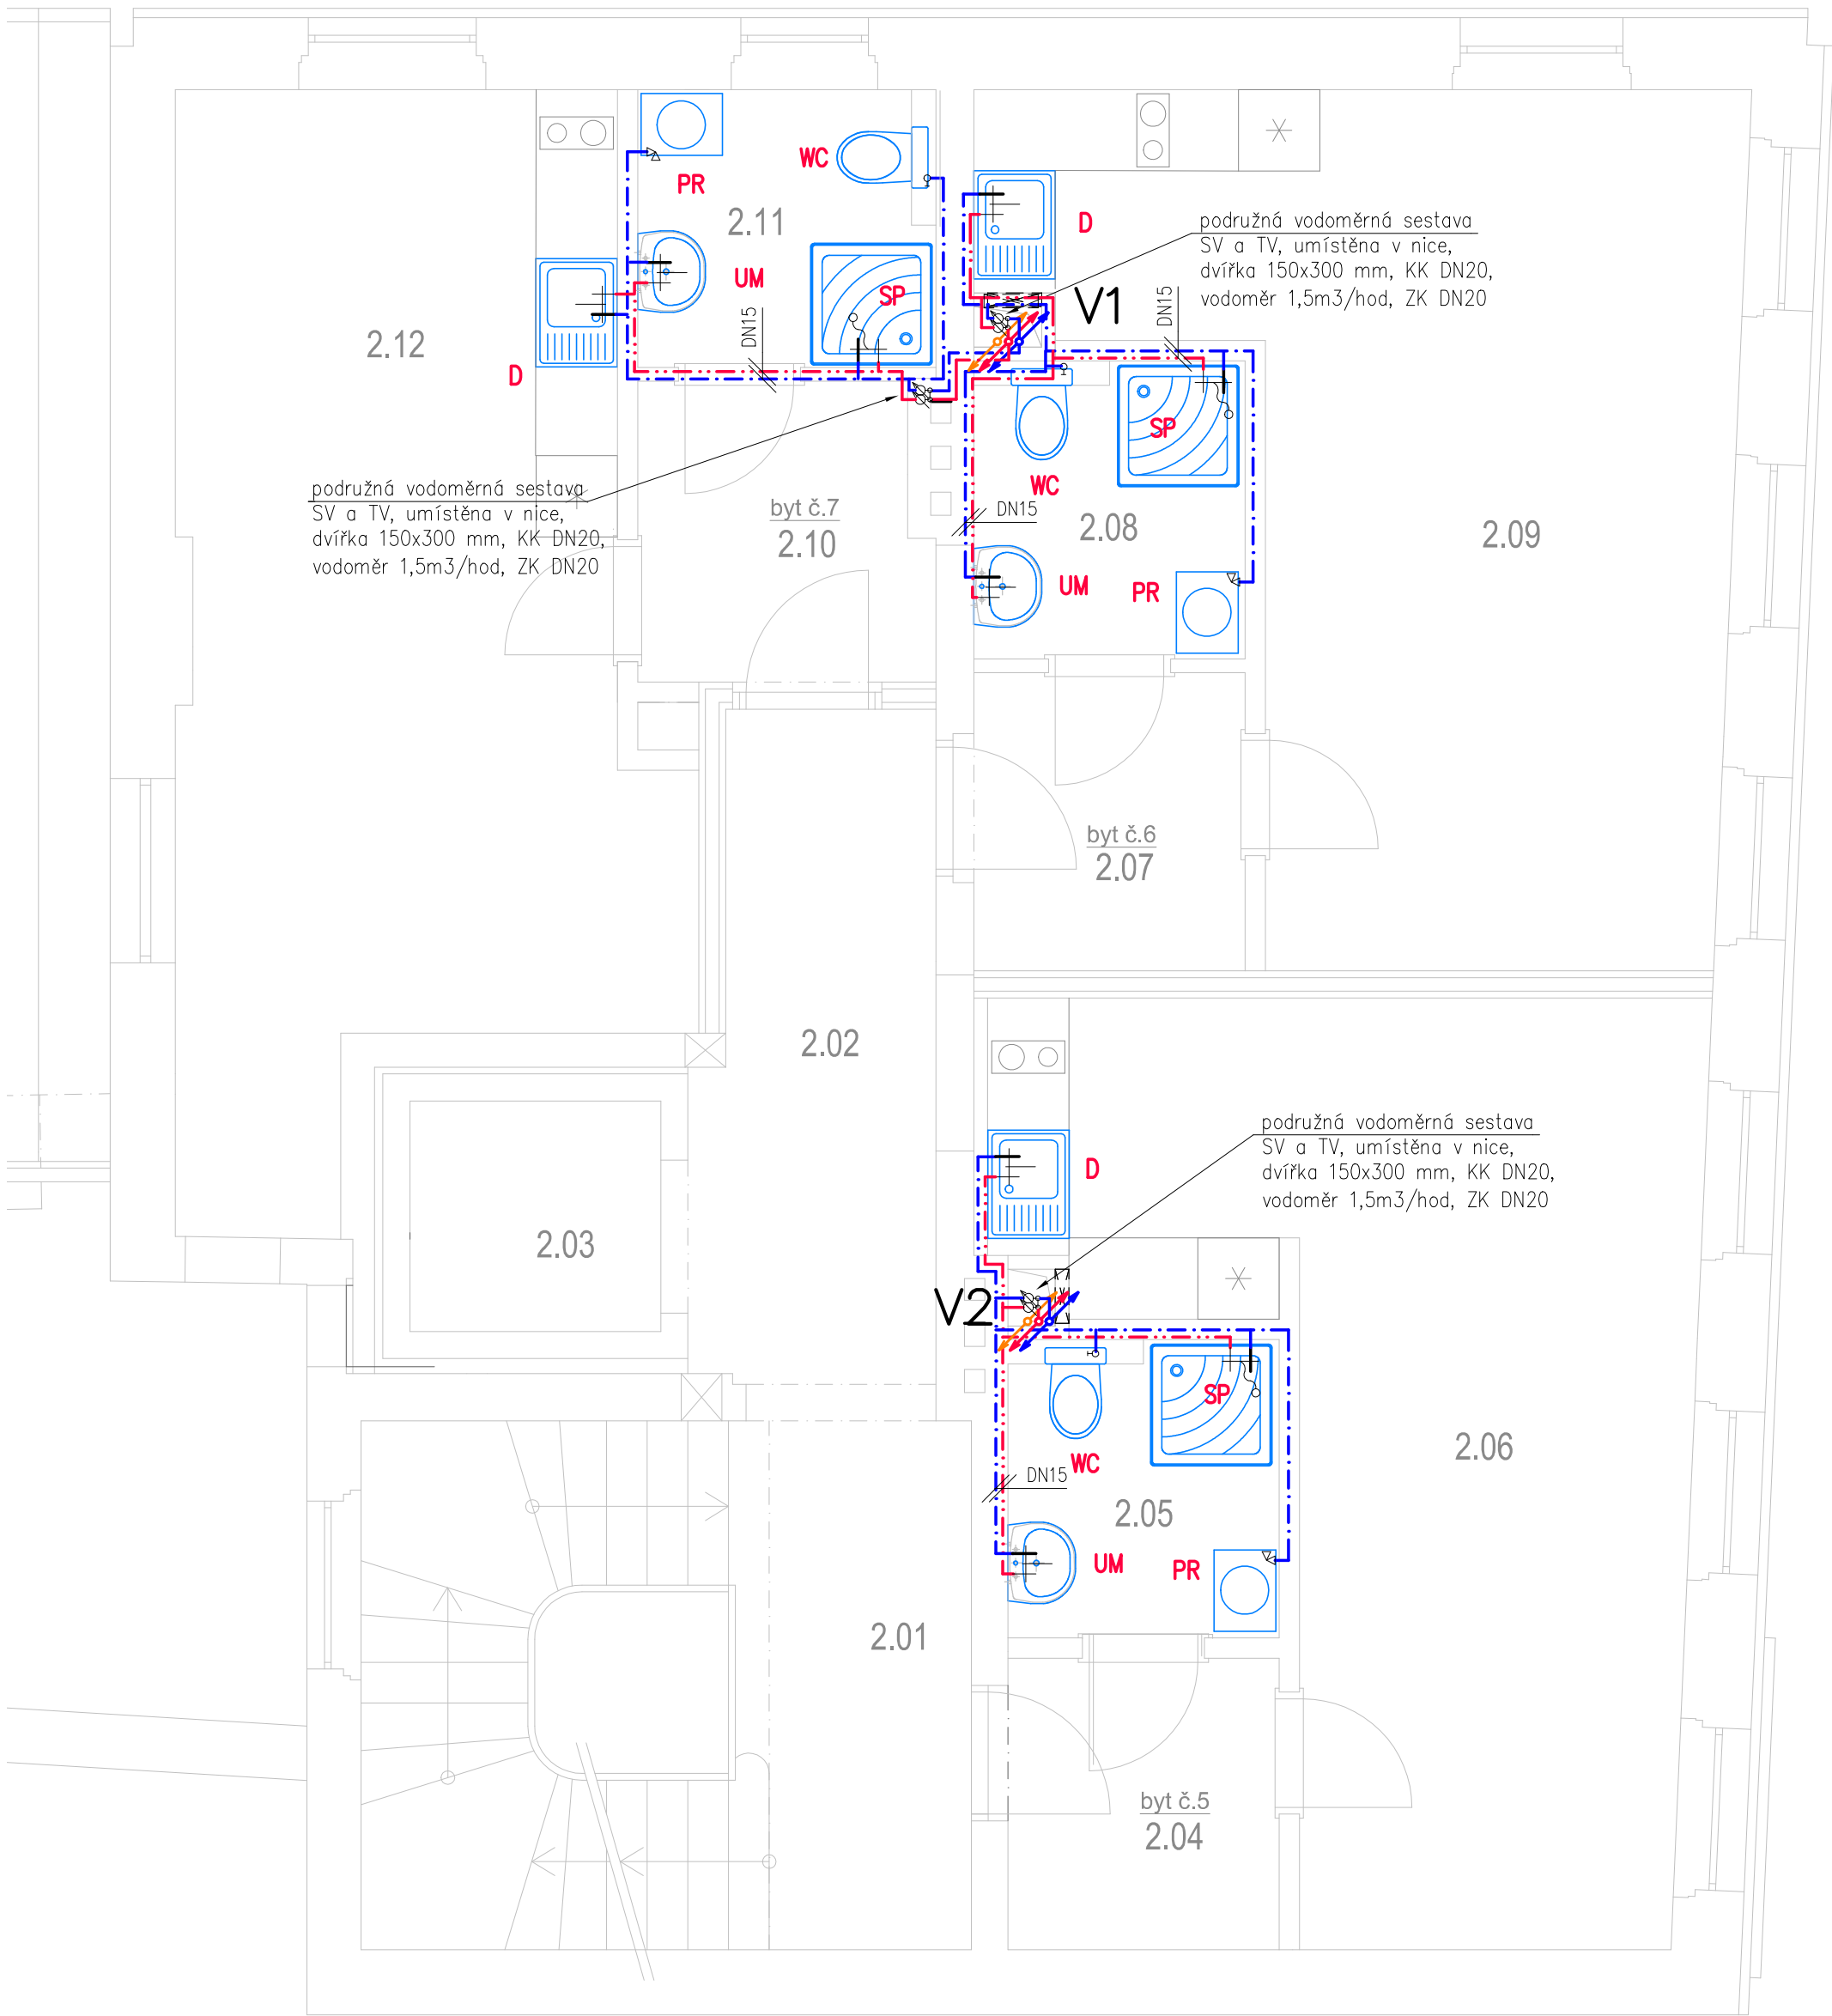 WC
PR
2.11
UM
SP
DN15
2.12
D
D
podružná vodoměrná sestava
SV a TV, umístěna v nice,
dvířka 150x300 mm, KK DN20,
vodoměr 1,5m3/hod, ZK DN20
V1
DN15
SP
WC
DN15
2.08
UM
PR
2.09
podružná vodoměrná sestava
SV a TV, umístěna v nice,
dvířka 150x300 mm, KK DN20,
vodoměr 1,5m3/hod, ZK DN20
byt č.7
2.10
byt č.6
2.07
2.02
2.03
D
podružná vodoměrná sestava
SV a TV, umístěna v nice,
dvířka 150x300 mm, KK DN20,
vodoměr 1,5m3/hod, ZK DN20
V2
SP
WC
DN15
2.05
UM
PR
2.06
2.01
byt č.5
2.04